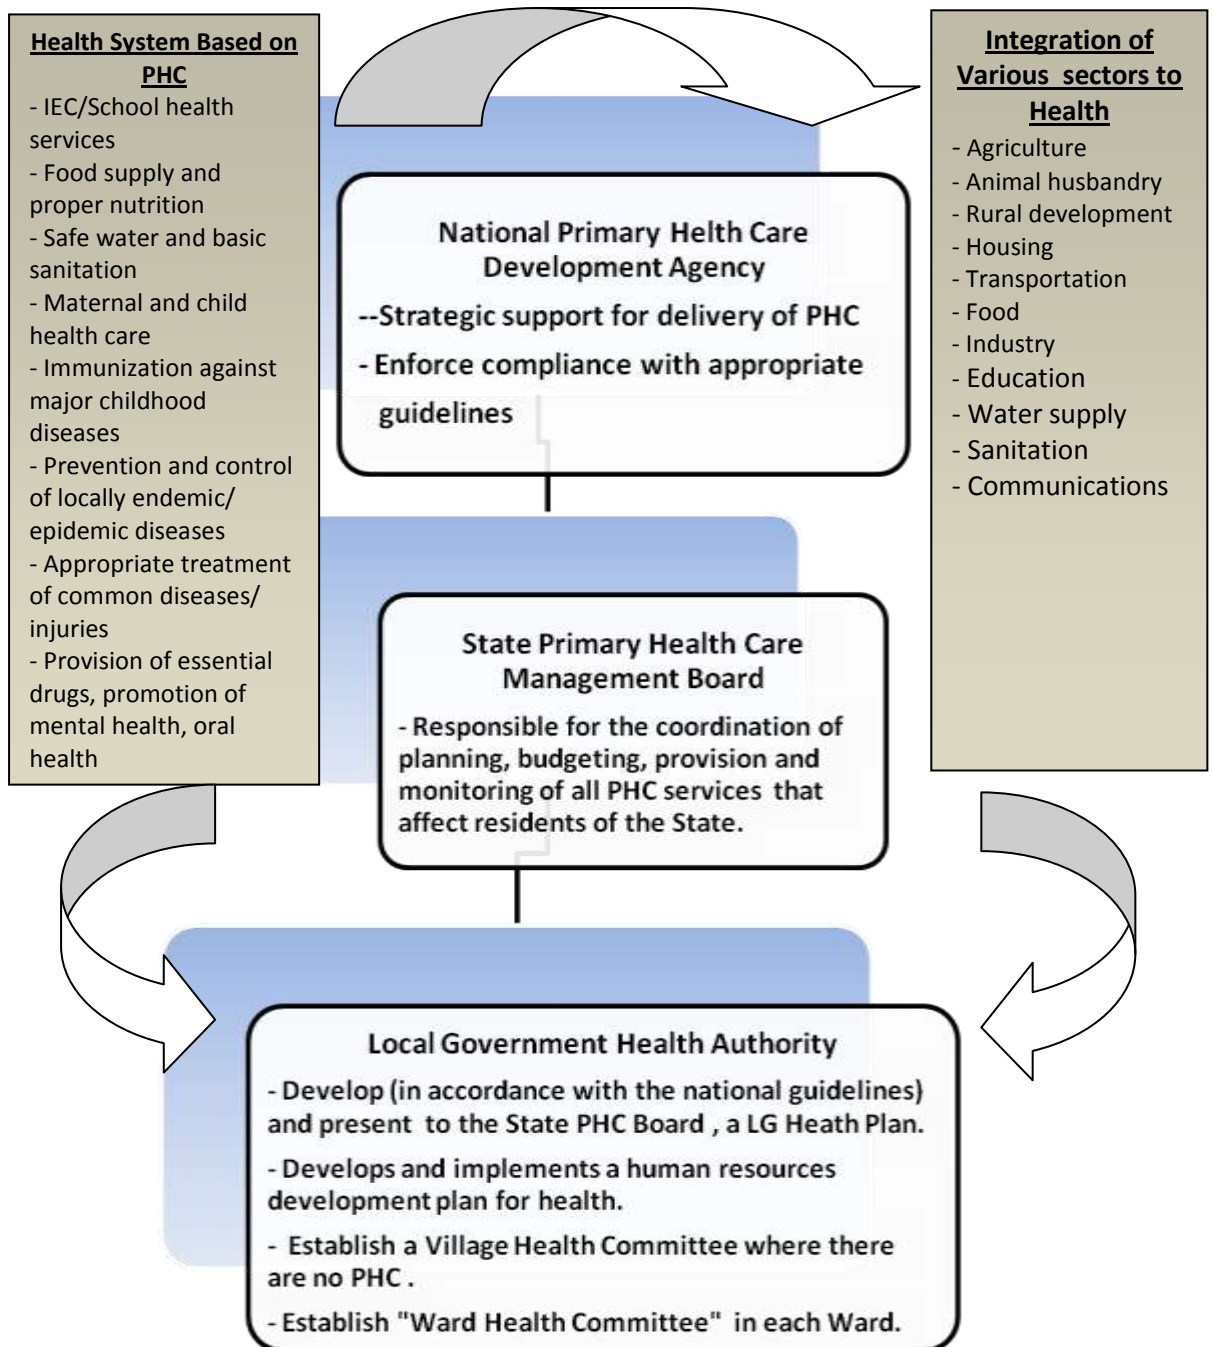 Health System Based on
PHC
- IEC/School health
services
- Food supply and
proper nutrition
- Safe water and basic
sanitation
- Maternal and child
health care
- Immunization against
major childhood
diseases
- Prevention and control
of locally endemic/
epidemic diseases
- Appropriate treatment
of common diseases/
injuries
- Provision of essential
drugs, promotion of
mental health, oral
health
National Primary Helth Care
Development Agency
--Strategic support for delivery of PHC
- Enforce compliance with appropriate
guidelines
State Primary Health Care
Management Board
- Responsible for the coordination of
planning, budgeting, provision and
monitoring of all PHC services that
affect residents of the State.
Local Government Health Authority
- Develop (in accordance with the national guidelines)
and present to the State PHC Board , a LG Heath Plan.
- Develops and implements a human resources
development plan for health.
- Establish a Village Health Committee where there
are no PHC .
- Establish "Ward Health Committee" in each Ward.
Integration of
Various sectors to
Health
- Agriculture
- Animal husbandry
- Rural development
- Housing
- Transportation
- Food
- Industry
- Education
- Water supply
- Sanitation
- Communications